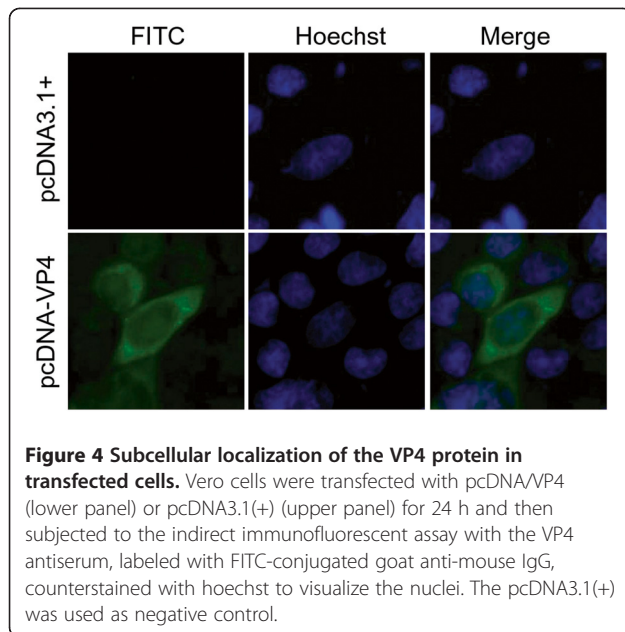 FITC Hoechst Merge
pcDNA3.1+
pcDNA-VP4
Figure 4 Subcellular localization of the VP4 protein in
transfected cells. Vero cells were transfected with pcDNA/VP4
(lower panel) or pcDNA3.1(+) (upper panel) for 24 h and then
subjected to the indirect immunofluorescent assay with the VP4
antiserum, labeled with FITC-conjugated goat anti-mouse IgG,
counterstained with hoechst to visualize the nuclei. The pcDNA3.1(+)
was used as negative control.